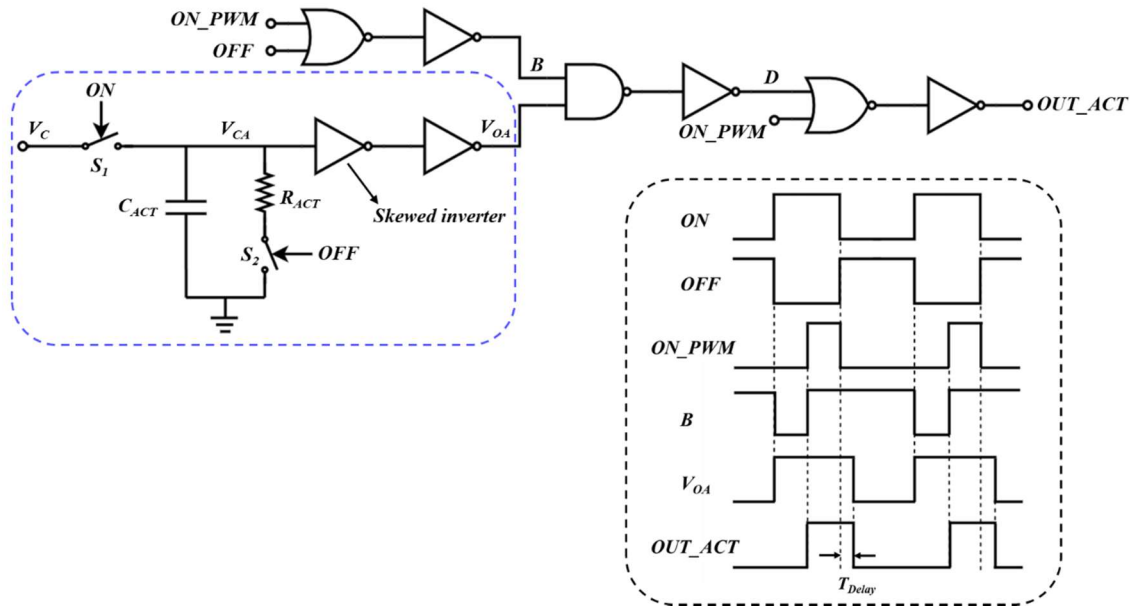 ON_PWM
OFF
B
D
ON_PWM
OUT_ACT
ON
V_C
S_1
V_CA
V_OA
C_ACT
R_ACT
Skewed inverter
S_2
OFF
ON
OFF
ON_PWM
B
V_OA
OUT_ACT
T_Delay